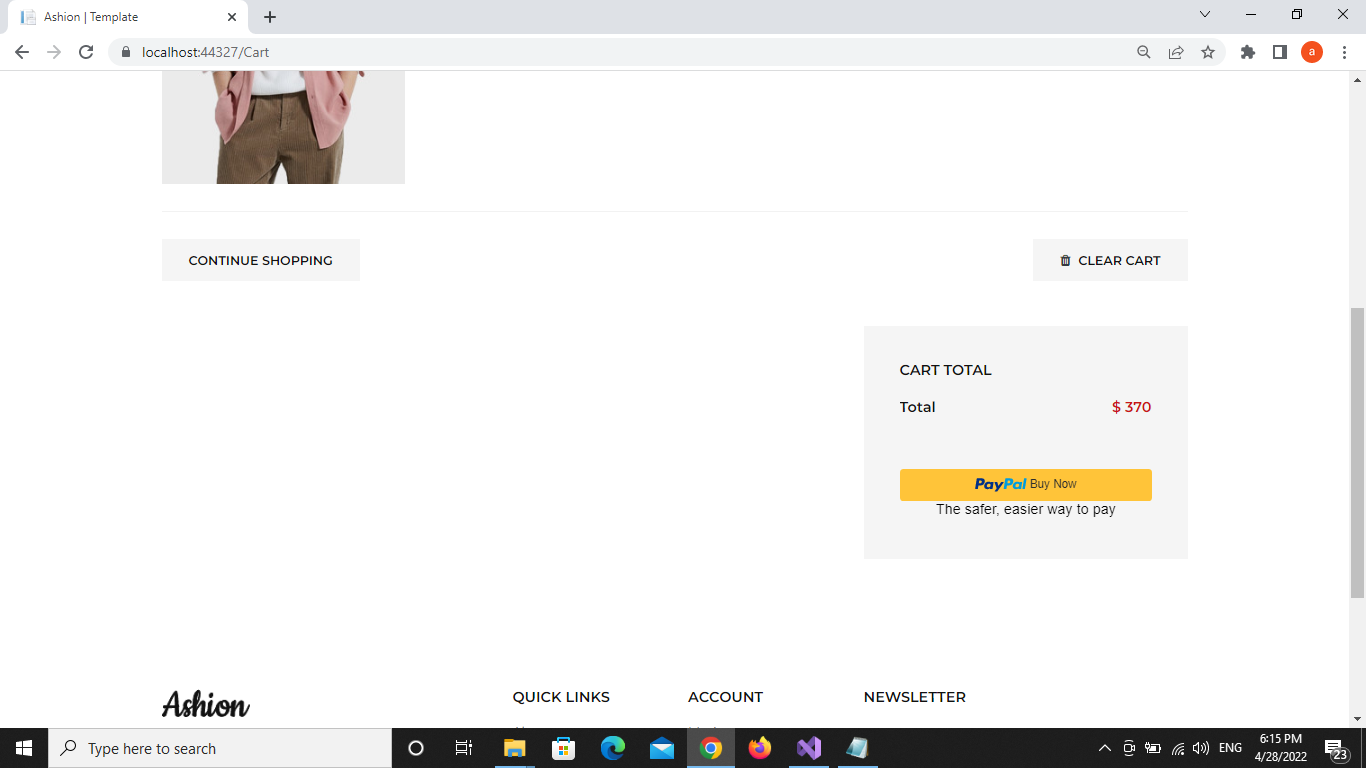 Ashion | Template
localhost:44327/Cart
a
CONTINUE SHOPPING
CLEAR CART
CART TOTAL
Total $ 370
PayPal Buy Now
The safer, easier way to pay
Ashion
QUICK LINKS
ACCOUNT
NEWSLETTER
Type here to search
ENG
6:15 PM
4/28/2022
23